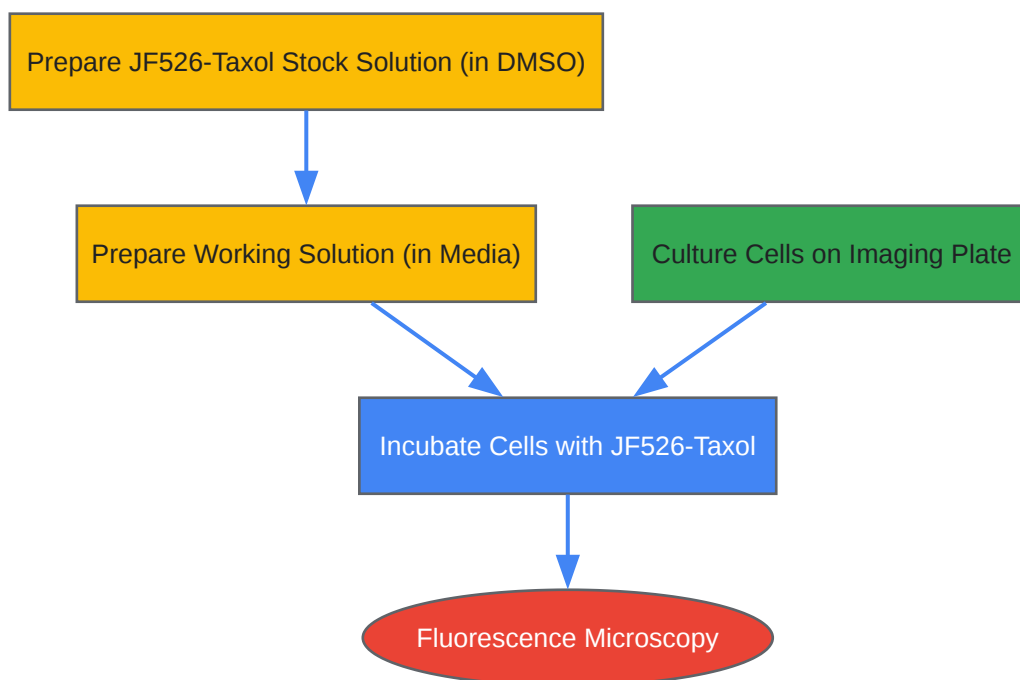 Prepare JF526-Taxol Stock Solution (in DMSO)
Prepare Working Solution (in Media)
Culture Cells on Imaging Plate
Incubate Cells with JF526-Taxol
Fluorescence Microscopy